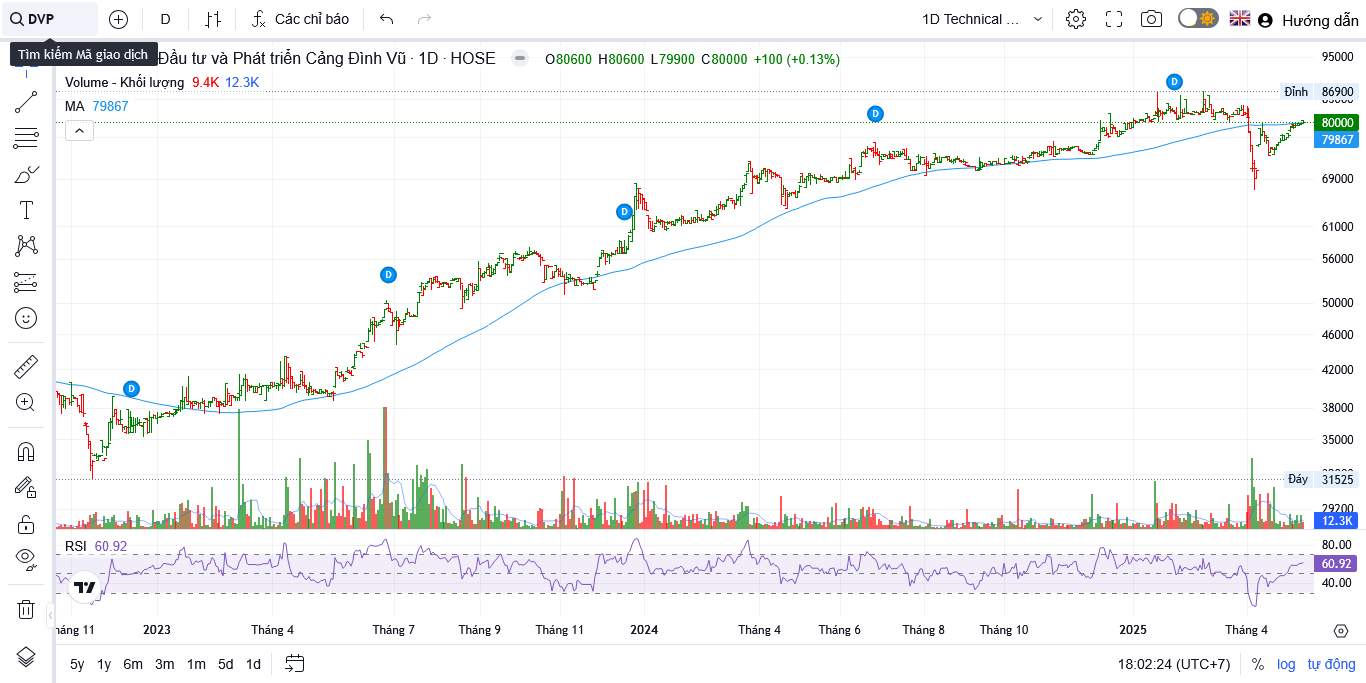 DVP
D
Các chỉ báo
1D Technical ...
Hướng dẫn
Tìm kiếm Mã giao dịch
Đầu tư và Phát triển Cảng Đình Vũ · 1D · HOSE
O80600 H80600 L79900 C80000 +100 (+0.13%)
Volume - Khối lượng 9.4K 12.3K
MA 79867
95000
Đỉnh 86900
80000
79867
69000
61000
56000
50000
46000
42000
38000
35000
Đáy 31525
29200
12.3K
D
D
D
D
D
RSI 60.92
80.00
60.92
40.00
háng 11 2023 Tháng 4 Tháng 7 Tháng 9 Tháng 11 2024 Tháng 4 Tháng 6 Tháng 8 Tháng 10 2025 Tháng 4
5y 1y 6m 3m 1m 5d 1d
18:02:24 (UTC+7) % log tự động